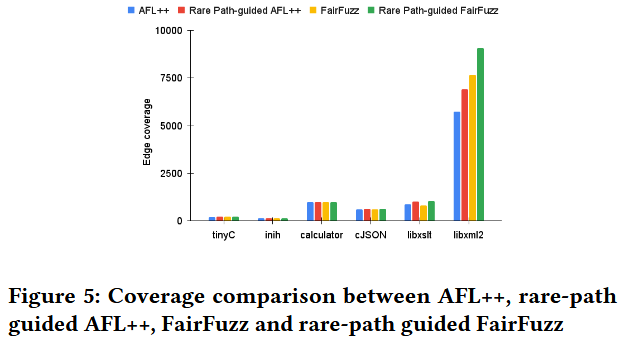 AFL++ Rare Path-guided AFL++ FairFuzz Rare Path-guided FairFuzz
10000
7500
5000
2500
0
Edge coverage
tinyC inih calculator cJSON libxslt libxml2
Figure 5: Coverage comparison between AFL++, rare-path
guided AFL++, FairFuzz and rare-path guided FairFuzz